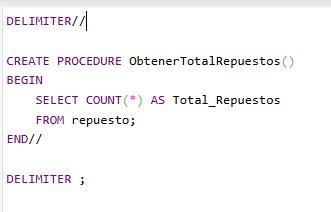 DELIMITER//
CREATE PROCEDURE ObtenerTotalRepuestos()
BEGIN
    SELECT COUNT(*) AS Total_Repuestos
    FROM repuesto;
END//
DELIMITER ;